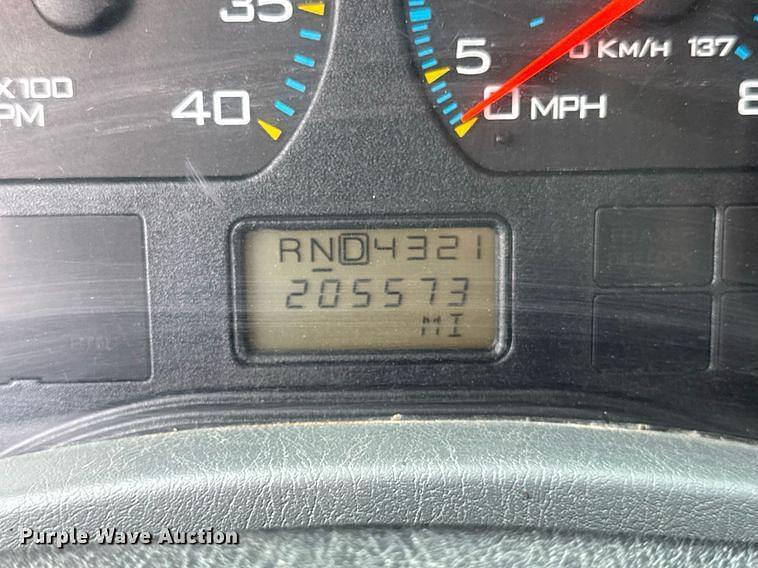 35
40
X100
PM
5
0 MPH
0 KM/H 137
8
RND4321
205573
MI
Purple Wave Auction